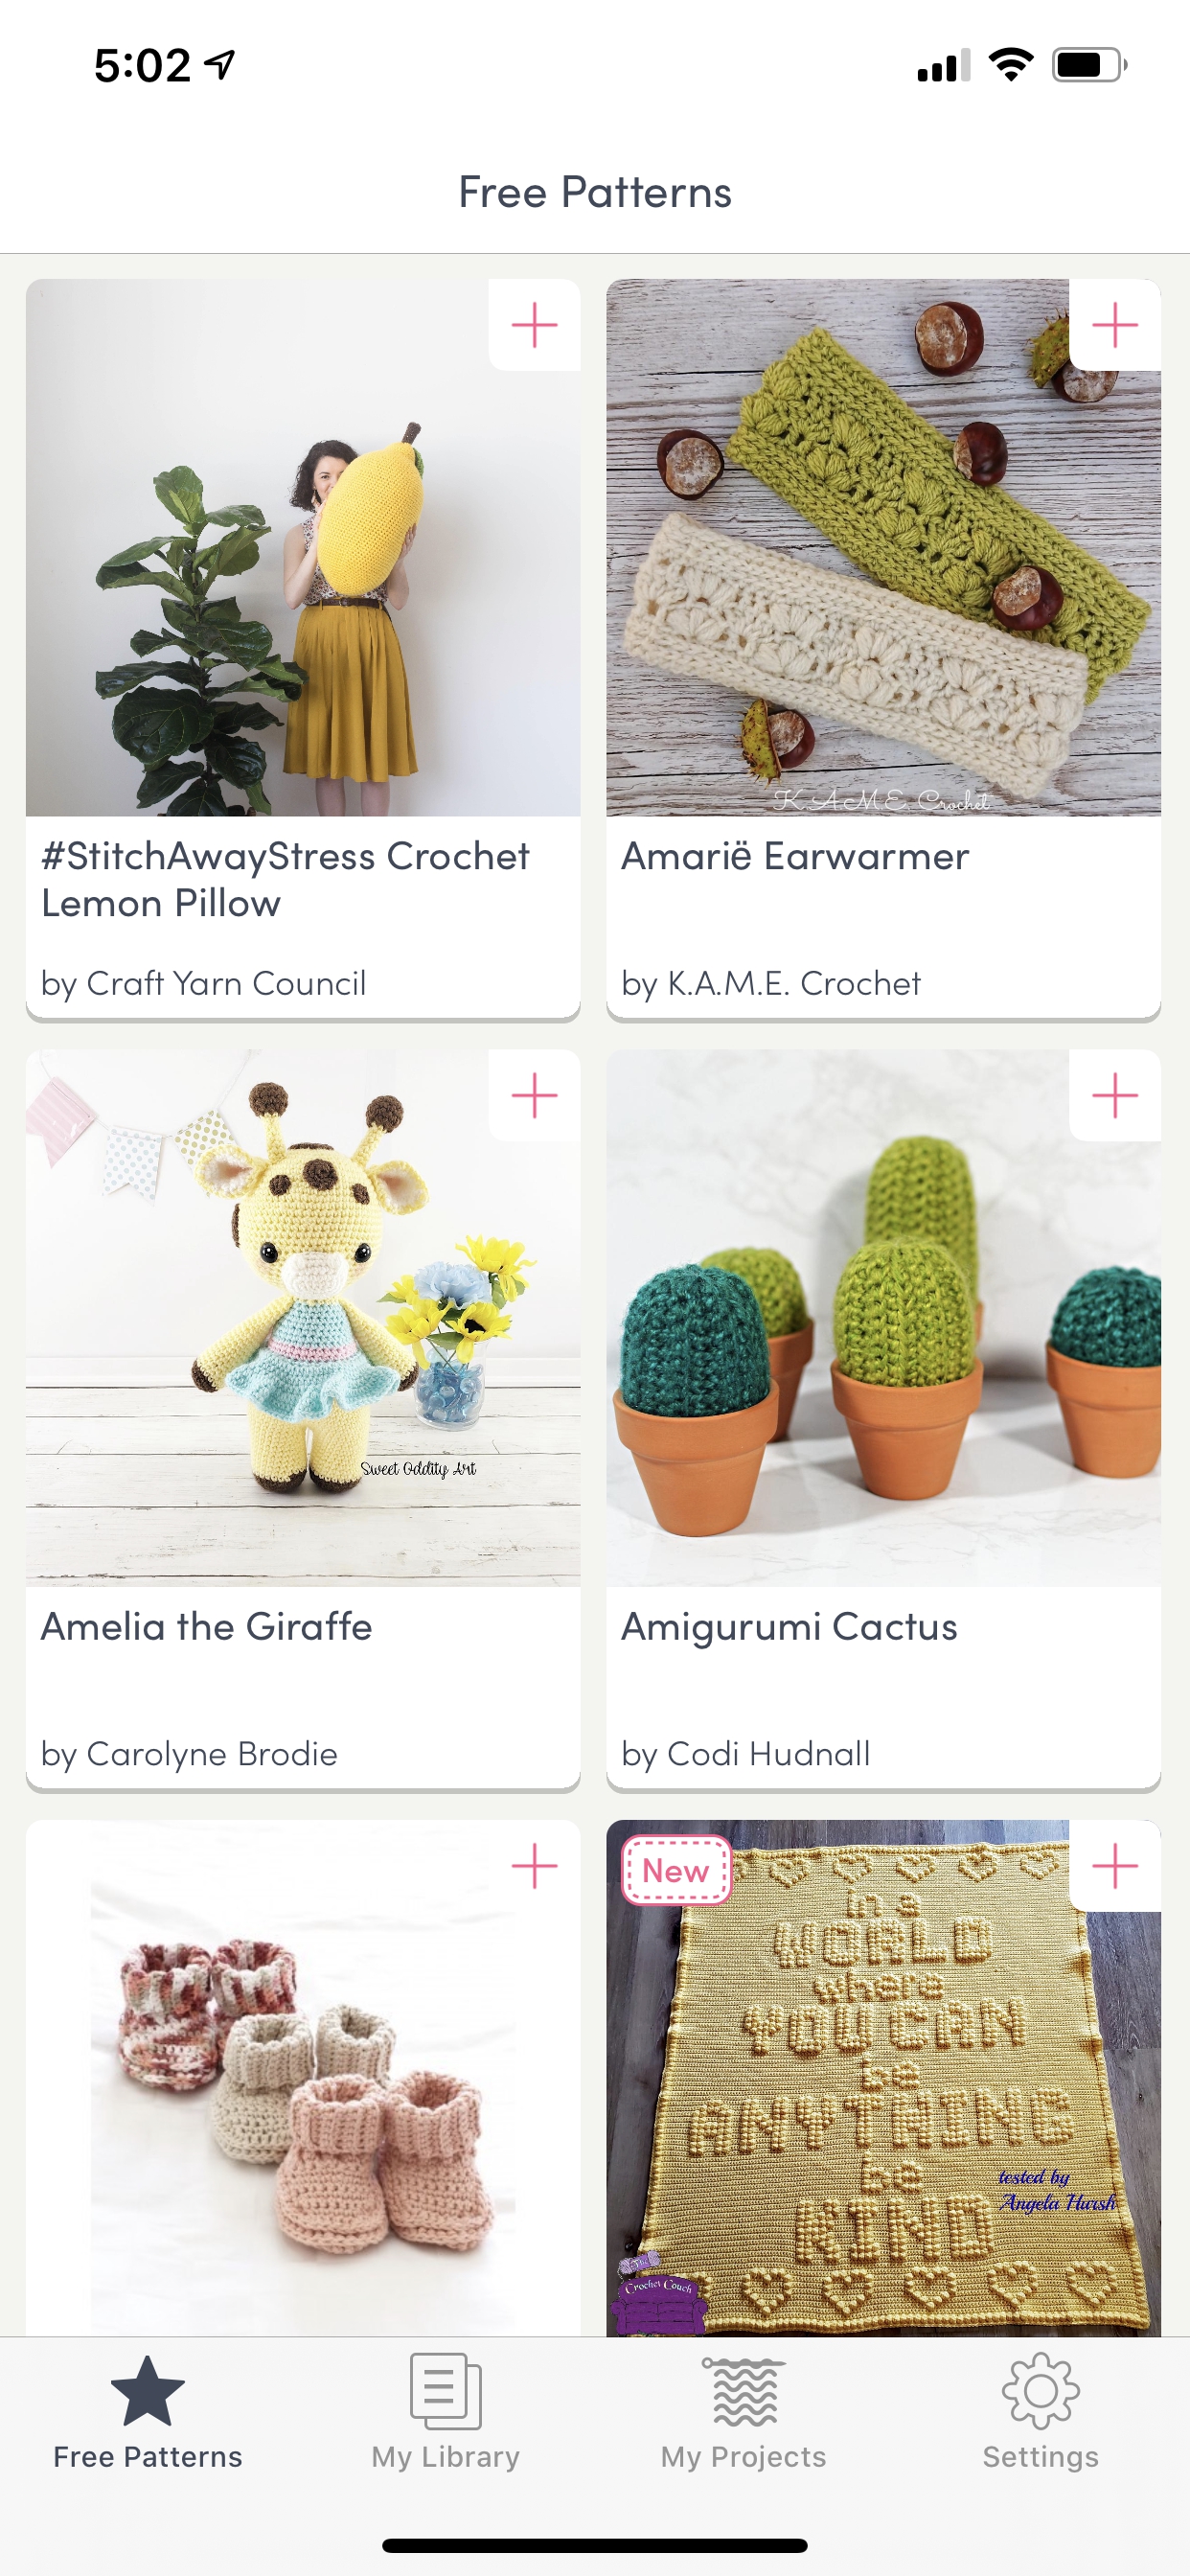 5:02
Free Patterns
K.A.M.E. Crochet
#StitchAwayStress Crochet
Lemon Pillow
by Craft Yarn Council
Amarië Earwarmer
by K.A.M.E. Crochet
Sweet Oddity Art
Amelia the Giraffe
by Carolyne Brodie
Amigurumi Cactus
by Codi Hudnall
New
in a
WORLD
where
YOU CAN
be
ANYTHING
be
KIND
tested by
Angela Hursh
The
Crochet Couch
Free Patterns
My Library
My Projects
Settings